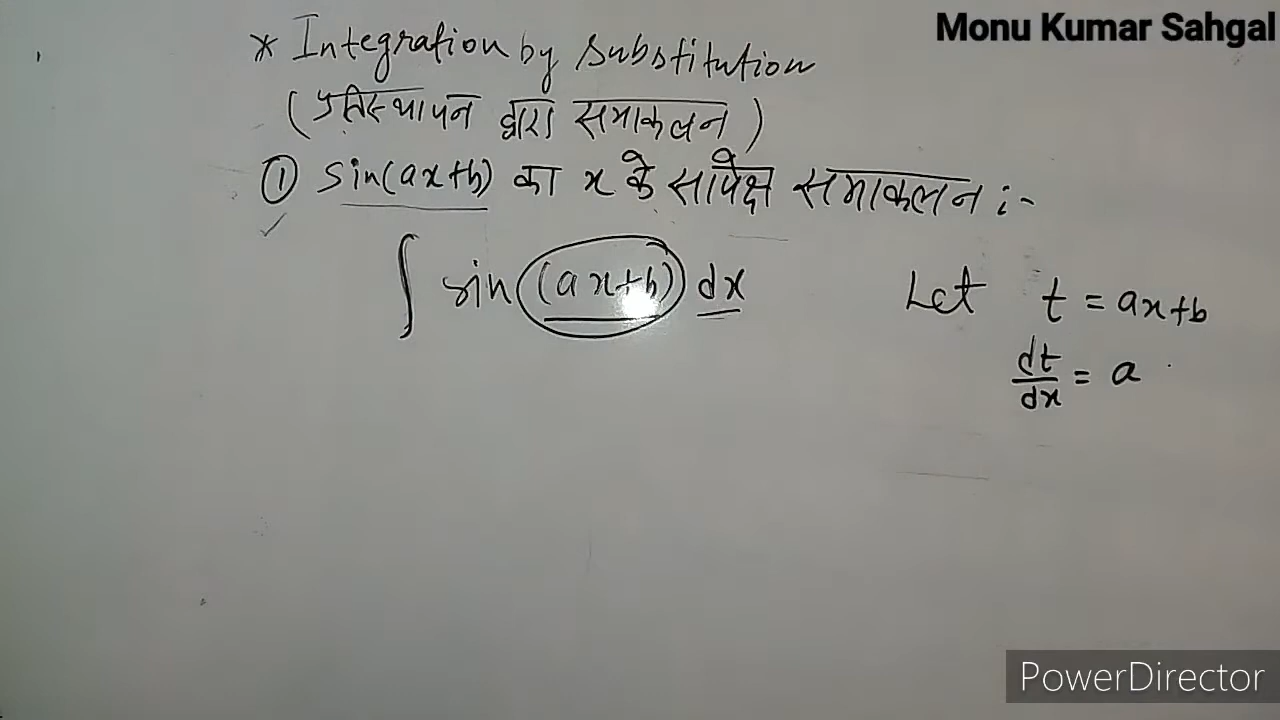 Monu Kumar Sahgal
* Integration by Substitution
(प्रतिस्थापन द्वारा समाकलन)
① sin(ax+b) का x के सापेक्ष समाकलन :-
∫ sin (ax+b) dx
Let t = ax+b
dt/dx = a
PowerDirector